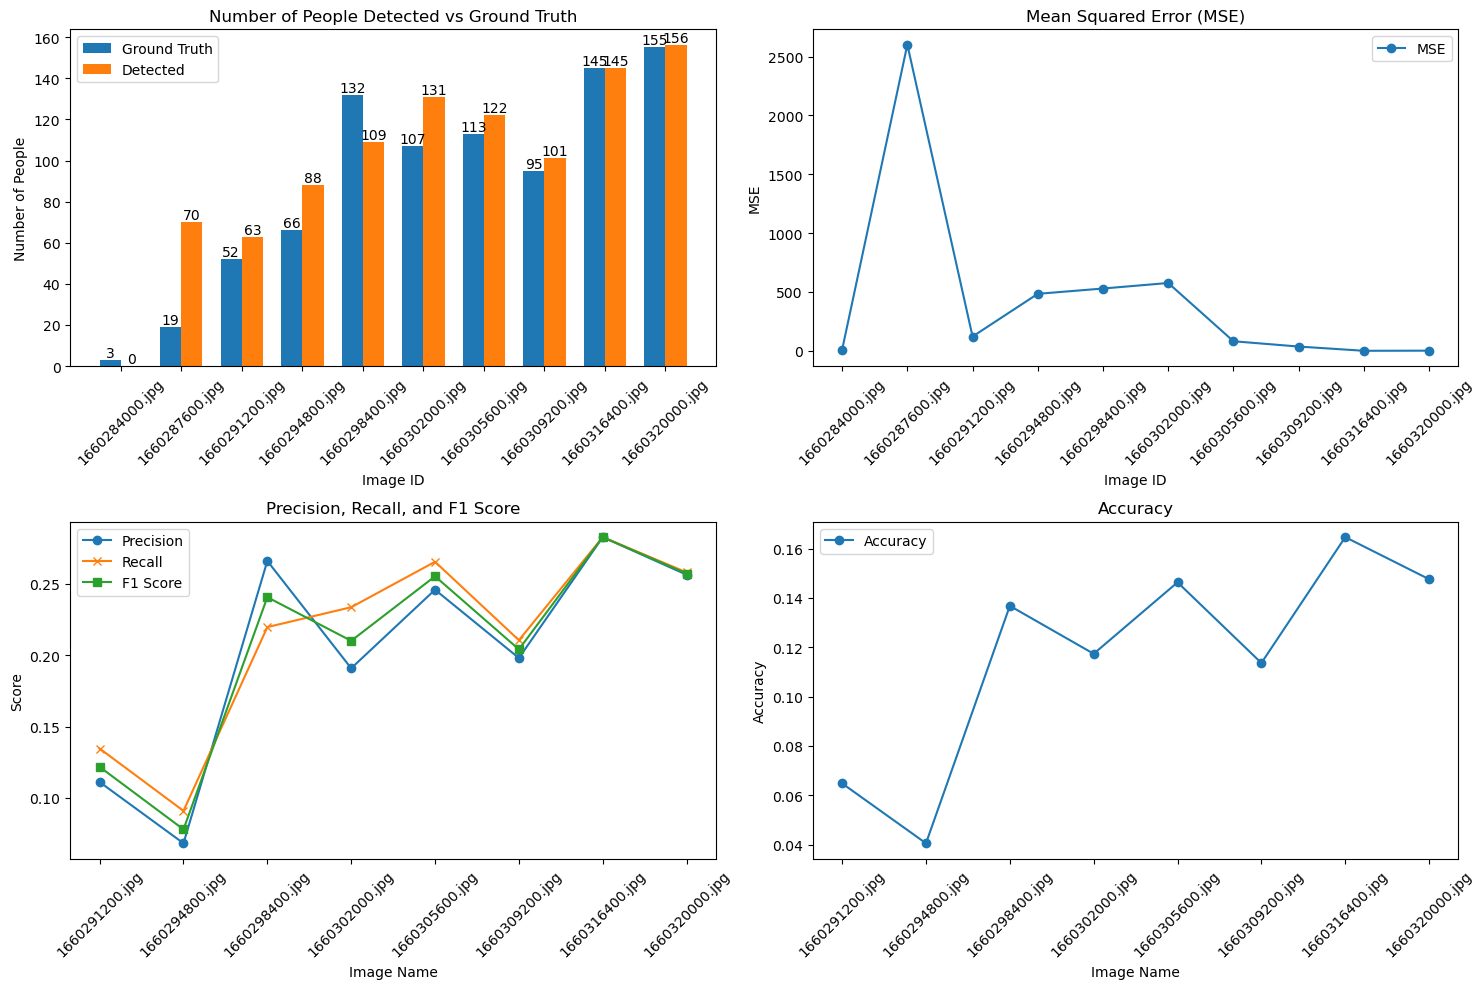 Number of People Detected vs Ground Truth
Ground Truth
Detected
Number of People
160
140
120
100
80
60
40
20
0
3
0
19
70
52
63
66
88
132
109
107
131
113
122
95
101
145
145
155
156
1660284000.jpg
1660287600.jpg
1660291200.jpg
1660294800.jpg
1660298400.jpg
1660302000.jpg
1660305600.jpg
1660309200.jpg
1660316400.jpg
1660320000.jpg
Image ID
Mean Squared Error (MSE)
MSE
MSE
2500
2000
1500
1000
500
0
1660284000.jpg
1660287600.jpg
1660291200.jpg
1660294800.jpg
1660298400.jpg
1660302000.jpg
1660305600.jpg
1660309200.jpg
1660316400.jpg
1660320000.jpg
Image ID
Precision, Recall, and F1 Score
Precision
Recall
F1 Score
Score
0.25
0.20
0.15
0.10
1660291200.jpg
1660294800.jpg
1660298400.jpg
1660302000.jpg
1660305600.jpg
1660309200.jpg
1660316400.jpg
1660320000.jpg
Image Name
Accuracy
Accuracy
Accuracy
0.16
0.14
0.12
0.10
0.08
0.06
0.04
1660291200.jpg
1660294800.jpg
1660298400.jpg
1660302000.jpg
1660305600.jpg
1660309200.jpg
1660316400.jpg
1660320000.jpg
Image Name